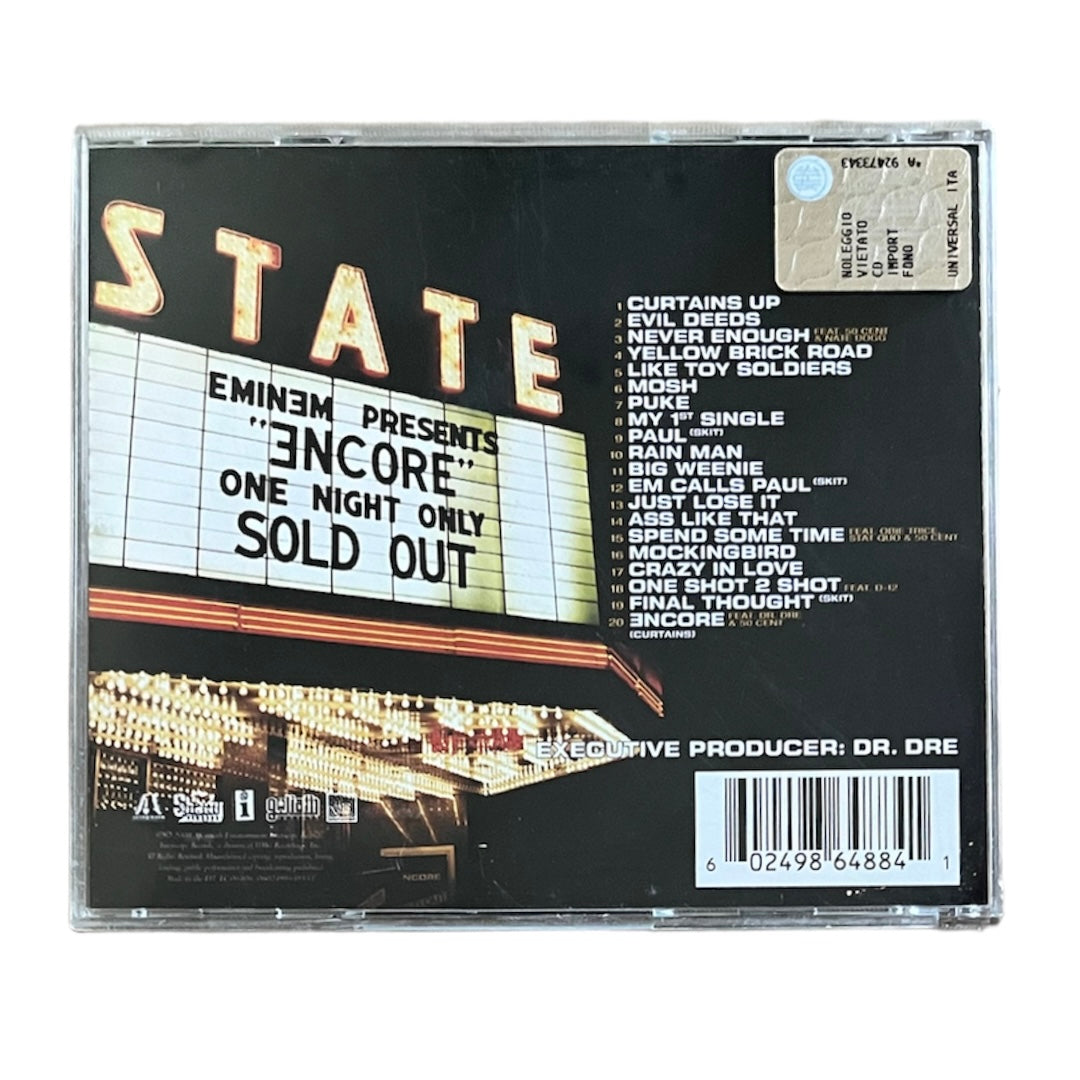 STATE
EMINƎM PRESENTS
"ƎNCORE"
ONE NIGHT ONLY
SOLD OUT
*A 92473343
NOLEGGIO
VIETATO
CD
IMPORT
FONO
UNIVERSAL ITA
1 CURTAINS UP
2 EVIL DEEDS
3 NEVER ENOUGH FEAT. 50 CENT & NATE DOGG
4 YELLOW BRICK ROAD
5 LIKE TOY SOLDIERS
6 MOSH
7 PUKE
8 MY 1ST SINGLE
9 PAUL (SKIT)
10 RAIN MAN
11 BIG WEENIE
12 EM CALLS PAUL (SKIT)
13 JUST LOSE IT
14 ASS LIKE THAT
15 SPEND SOME TIME FEAT. OBIE TRICE, STAT QUO & 50 CENT
16 MOCKINGBIRD
17 CRAZY IN LOVE
18 ONE SHOT 2 SHOT FEAT. D-12
19 FINAL THOUGHT (SKIT)
20 ƎNCORE FEAT. DR. DRE & 50 CENT
(CURTAINS)
EXECUTIVE PRODUCER: DR. DRE
Shady
i
goliath
NCORE
6 02498 64884 1